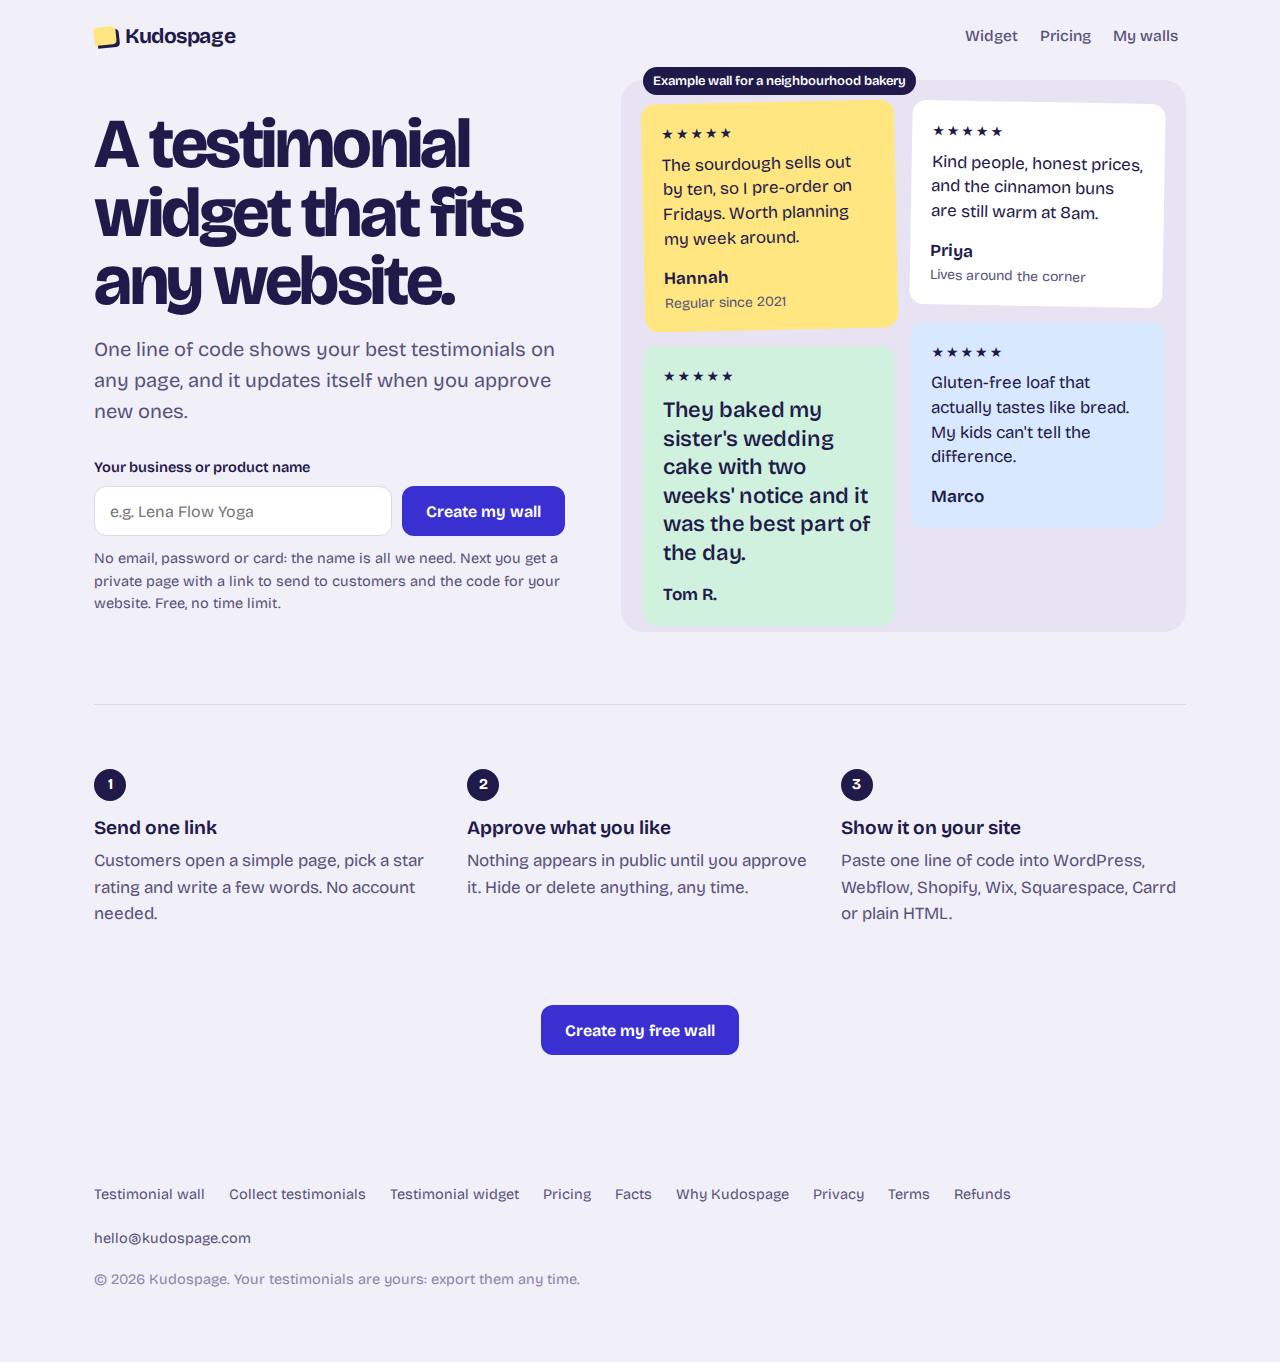 Kudospage
Widget
Pricing
My walls
A testimonial
widget that fits
any website.
One line of code shows your best testimonials on
any page, and it updates itself when you approve
new ones.
Your business or product name
e.g. Lena Flow Yoga
Create my wall
No email, password or card: the name is all we need. Next you get a
private page with a link to send to customers and the code for your
website. Free, no time limit.
Example wall for a neighbourhood bakery
★★★★★
The sourdough sells out
by ten, so I pre-order on
Fridays. Worth planning
my week around.
Hannah
Regular since 2021
★★★★★
They baked my
sister's wedding
cake with two
weeks' notice and it
was the best part of
the day.
Tom R.
★★★★★
Kind people, honest prices,
and the cinnamon buns
are still warm at 8am.
Priya
Lives around the corner
★★★★★
Gluten-free loaf that
actually tastes like bread.
My kids can't tell the
difference.
Marco
1
Send one link
Customers open a simple page, pick a star
rating and write a few words. No account
needed.
2
Approve what you like
Nothing appears in public until you approve
it. Hide or delete anything, any time.
3
Show it on your site
Paste one line of code into WordPress,
Webflow, Shopify, Wix, Squarespace, Carrd
or plain HTML.
Create my free wall
Testimonial wall
Collect testimonials
Testimonial widget
Pricing
Facts
Why Kudospage
Privacy
Terms
Refunds
hello@kudospage.com
© 2026 Kudospage. Your testimonials are yours: export them any time.